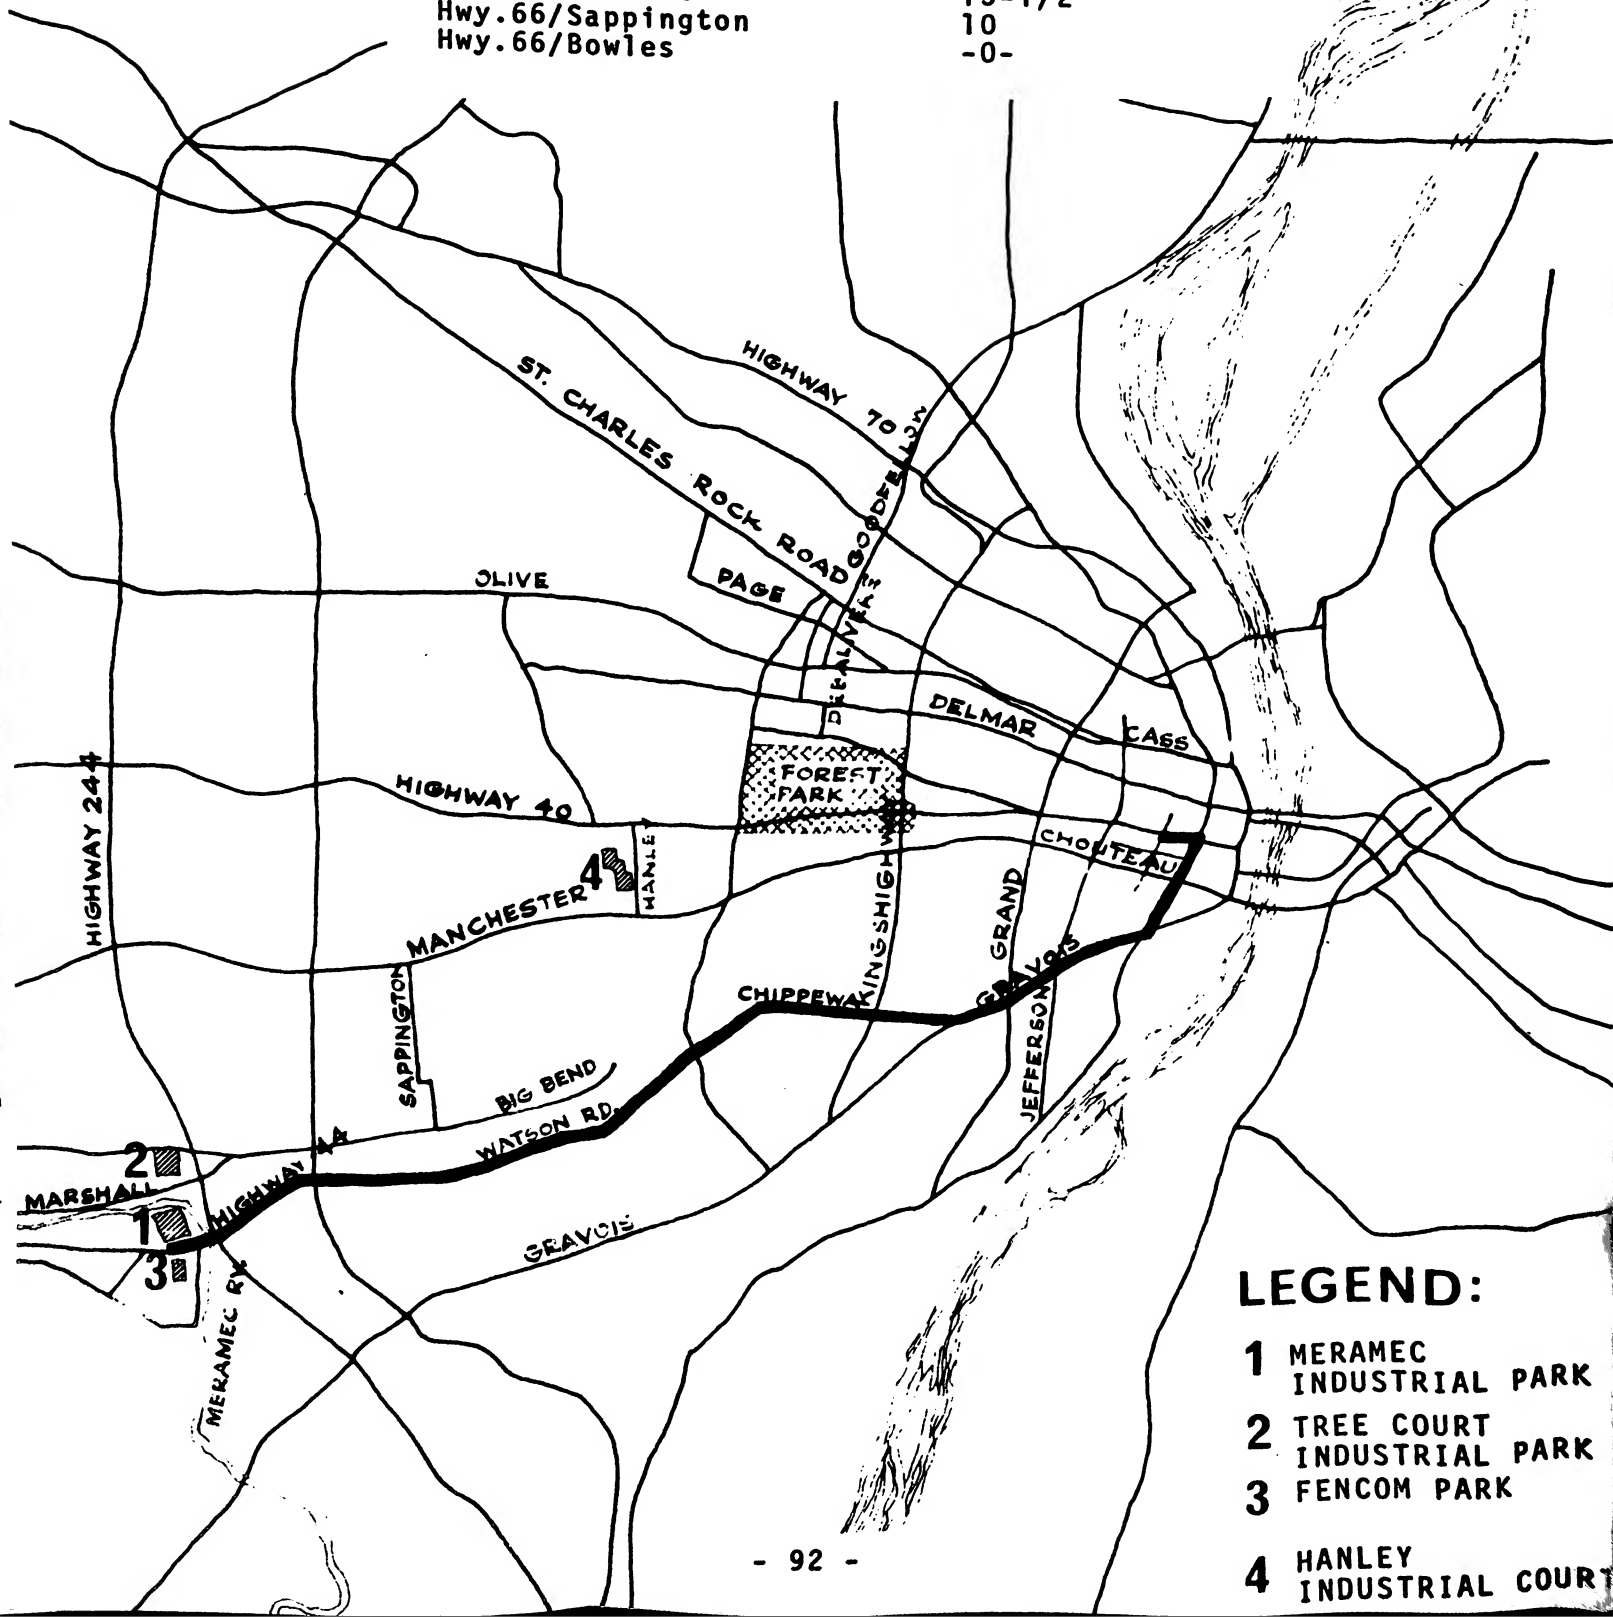 Hwy.66/Sappington 10
Hwy.66/Bowles -0-
HIGHWAY 70
GOODFELLOW
ST. CHARLES ROCK ROAD
PAGE
OLIVE
DELMAR
CASS
FOREST
PARK
HIGHWAY 244
HIGHWAY 40
CHOUTEAU
HANLEY
4
MANCHESTER
KINGSHIGHWAY
GRAND
GRAVOIS
SAPPINGTON
CHIPPEWA
JEFFERSON
BIG BEND
WATSON RD.
HIGHWAY 44
2
MARSHALL
1
3
GRAVOIS
MERAMEC RV.
LEGEND:
1 MERAMEC
INDUSTRIAL PARK
2 TREE COURT
INDUSTRIAL PARK
3 FENCOM PARK
4 HANLEY
INDUSTRIAL COURT
- 92 -